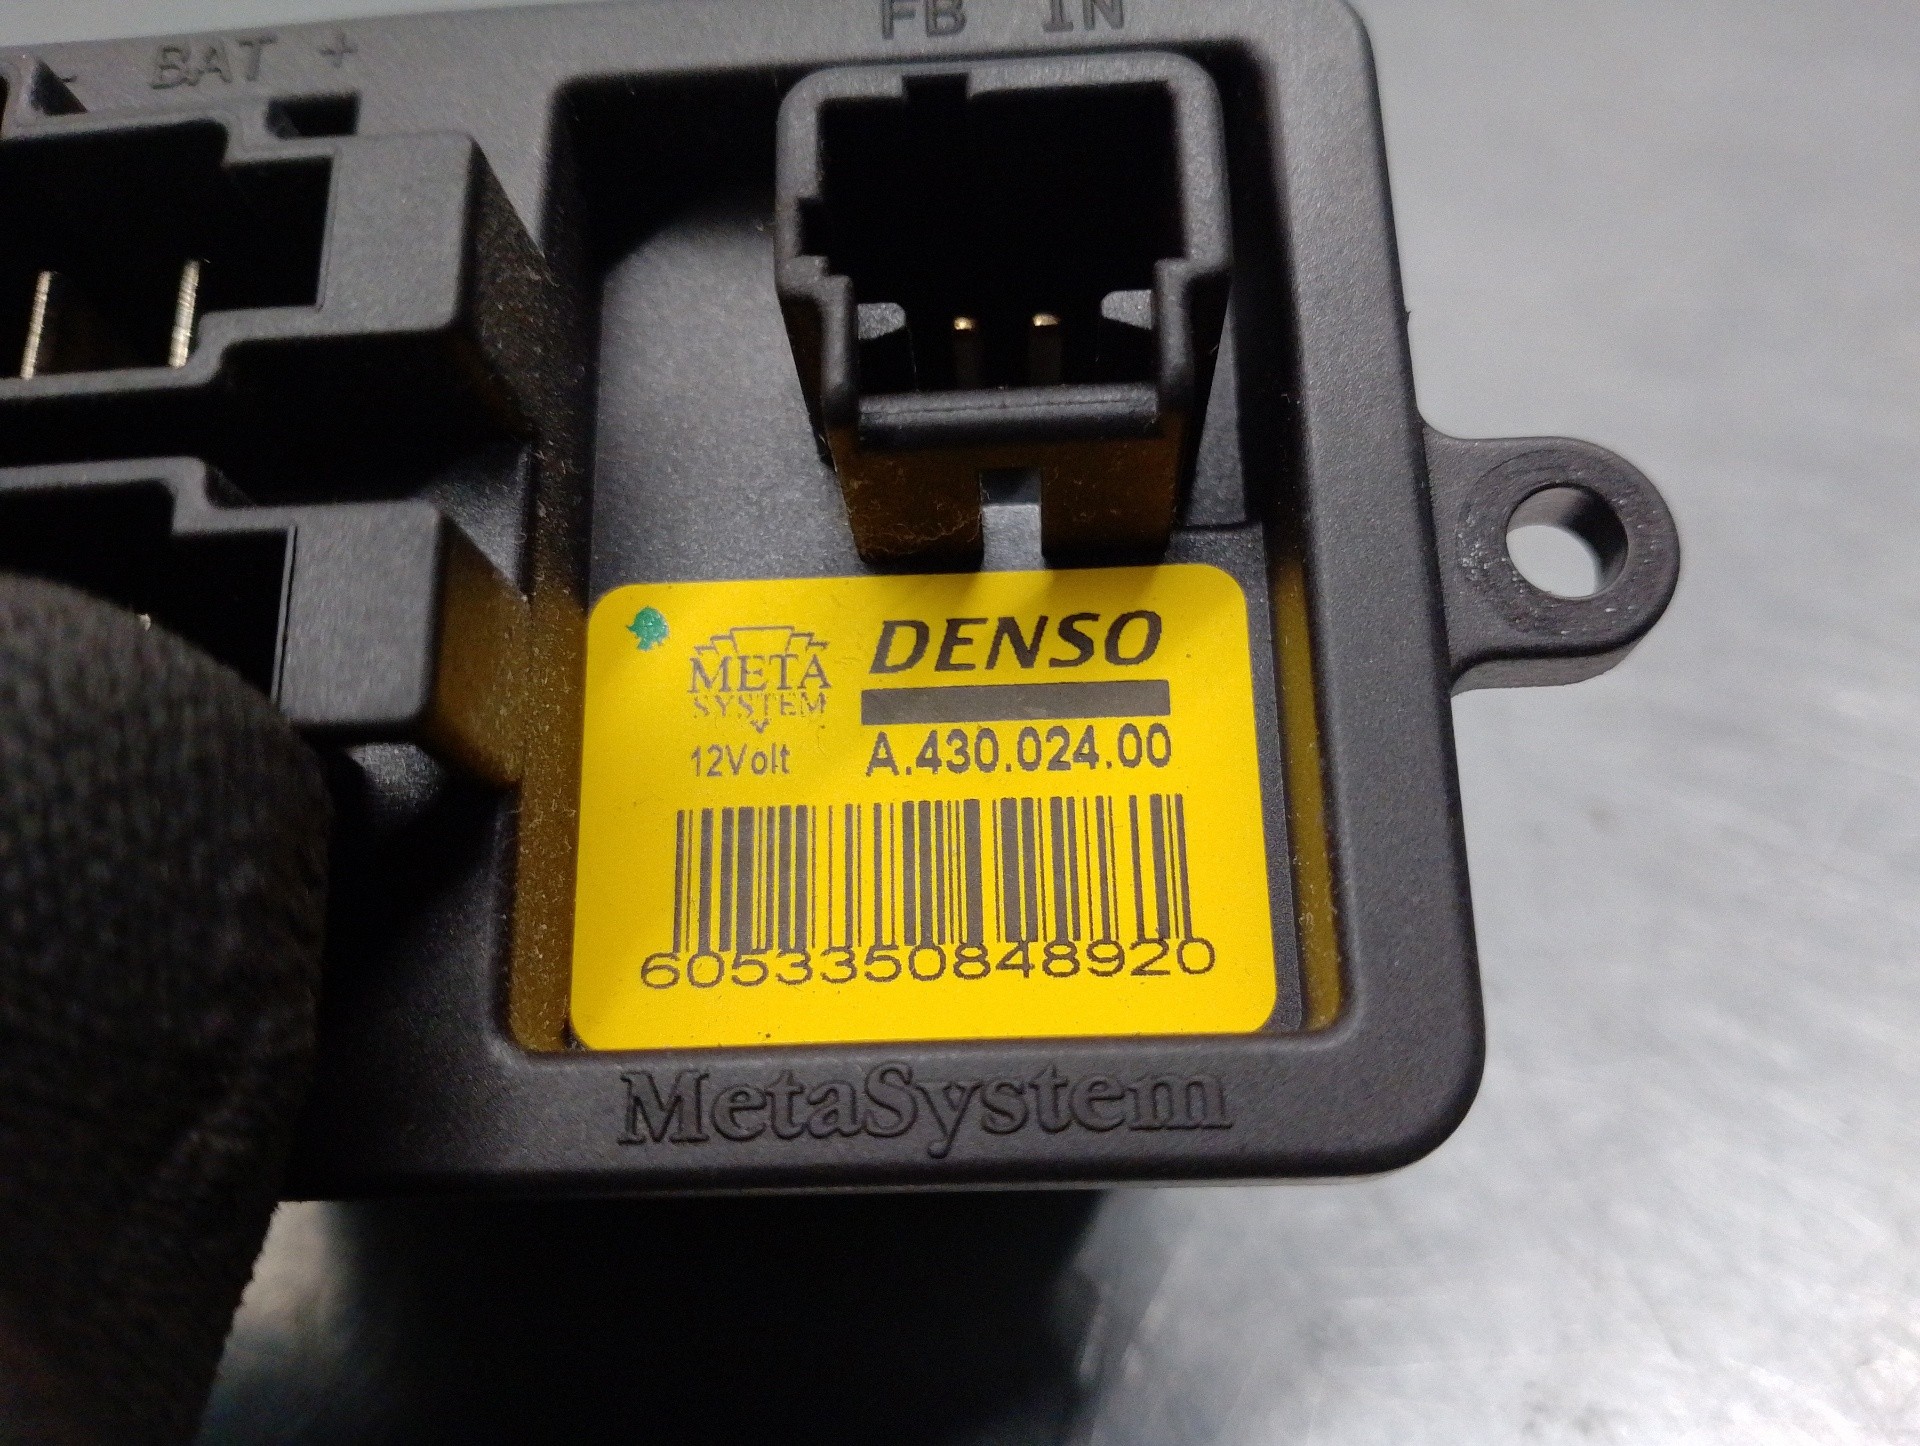 FB IN
- BAT +
META
SYSTEM
DENSO
12Volt
A.430.024.00
6053350848920
MetaSystem